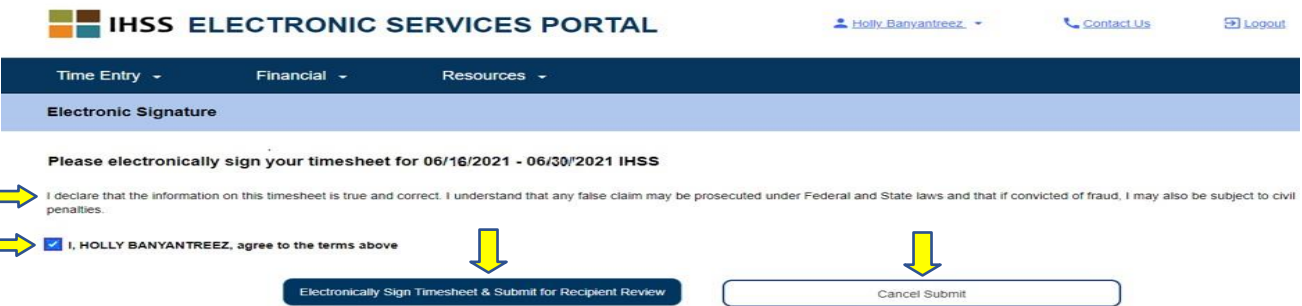 IHSS ELECTRONIC SERVICES PORTAL Holly Banyantreez Contact Us Logout
Time Entry Financial Resources
Electronic Signature
Please electronically sign your timesheet for 06/16/2021 - 06/30/2021 IHSS
I declare that the information on this timesheet is true and correct. I understand that any false claim may be prosecuted under Federal and State laws and that if convicted of fraud, I may also be subject to civil
penalties.
I, HOLLY BANYANTREEZ, agree to the terms above
Electronically Sign Timesheet & Submit for Recipient Review Cancel Submit